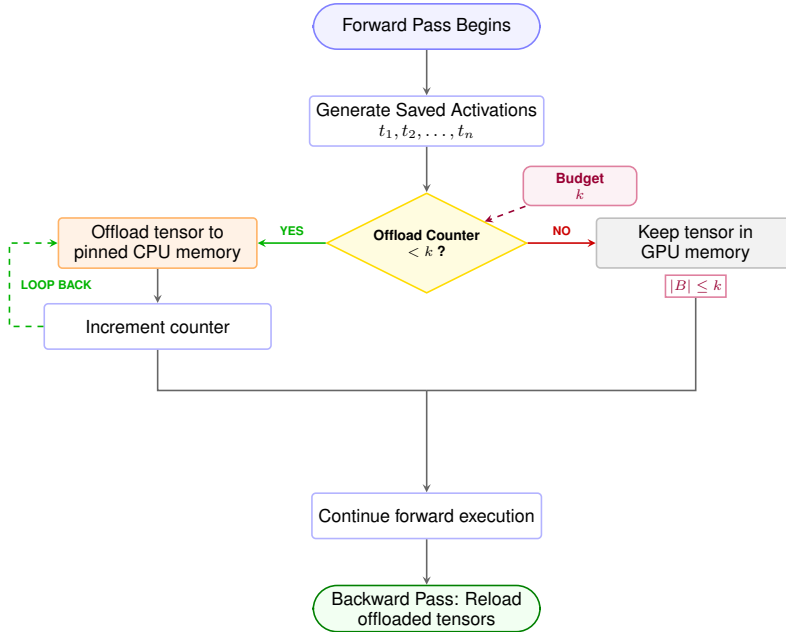 Forward Pass Begins
Generate Saved Activations
t₁, t₂, . . . , tₙ
Budget
k
Offload tensor to
pinned CPU memory
YES
Offload Counter
< k ?
NO
Keep tensor in
GPU memory
LOOP BACK
|B| ≤ k
Increment counter
Continue forward execution
Backward Pass: Reload
offloaded tensors